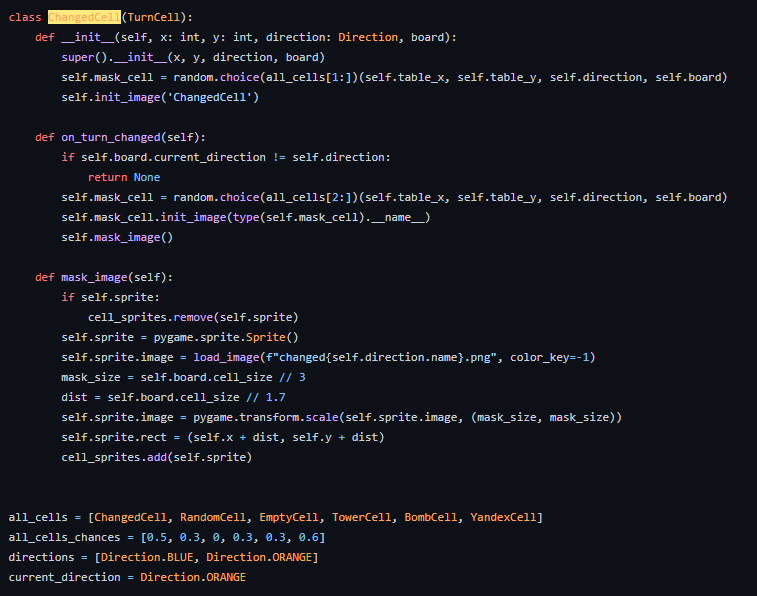 class ChangedCell(TurnCell):
    def __init__(self, x: int, y: int, direction: Direction, board):
        super().__init__(x, y, direction, board)
        self.mask_cell = random.choice(all_cells[1:])(self.table_x, self.table_y, self.direction, self.board)
        self.init_image('ChangedCell')

    def on_turn_changed(self):
        if self.board.current_direction != self.direction:
            return None
        self.mask_cell = random.choice(all_cells[2:])(self.table_x, self.table_y, self.direction, self.board)
        self.mask_cell.init_image(type(self.mask_cell).__name__)
        self.mask_image()

    def mask_image(self):
        if self.sprite:
            cell_sprites.remove(self.sprite)
        self.sprite = pygame.sprite.Sprite()
        self.sprite.image = load_image(f"changed{self.direction.name}.png", color_key=-1)
        mask_size = self.board.cell_size // 3
        dist = self.board.cell_size // 1.7
        self.sprite.image = pygame.transform.scale(self.sprite.image, (mask_size, mask_size))
        self.sprite.rect = (self.x + dist, self.y + dist)
        cell_sprites.add(self.sprite)


all_cells = [ChangedCell, RandomCell, EmptyCell, TowerCell, BombCell, YandexCell]
all_cells_chances = [0.5, 0.3, 0, 0.3, 0.3, 0.6]
directions = [Direction.BLUE, Direction.ORANGE]
current_direction = Direction.ORANGE